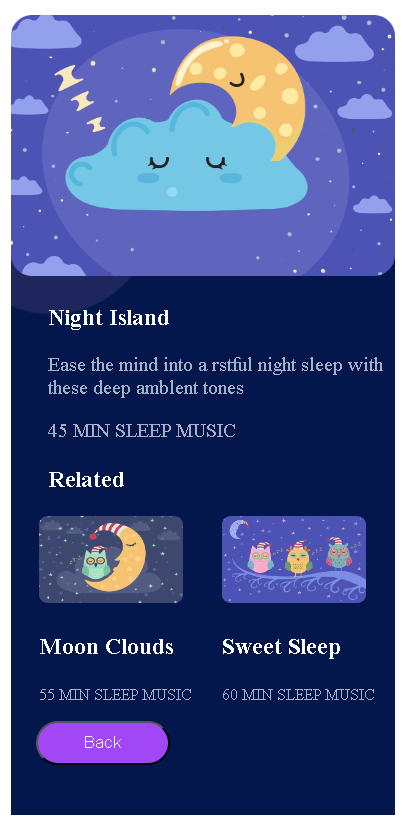 Night Island
Ease the mind into a rstful night sleep with
these deep amblent tones
45 MIN SLEEP MUSIC
Related
Moon Clouds
Sweet Sleep
55 MIN SLEEP MUSIC
60 MIN SLEEP MUSIC
Back